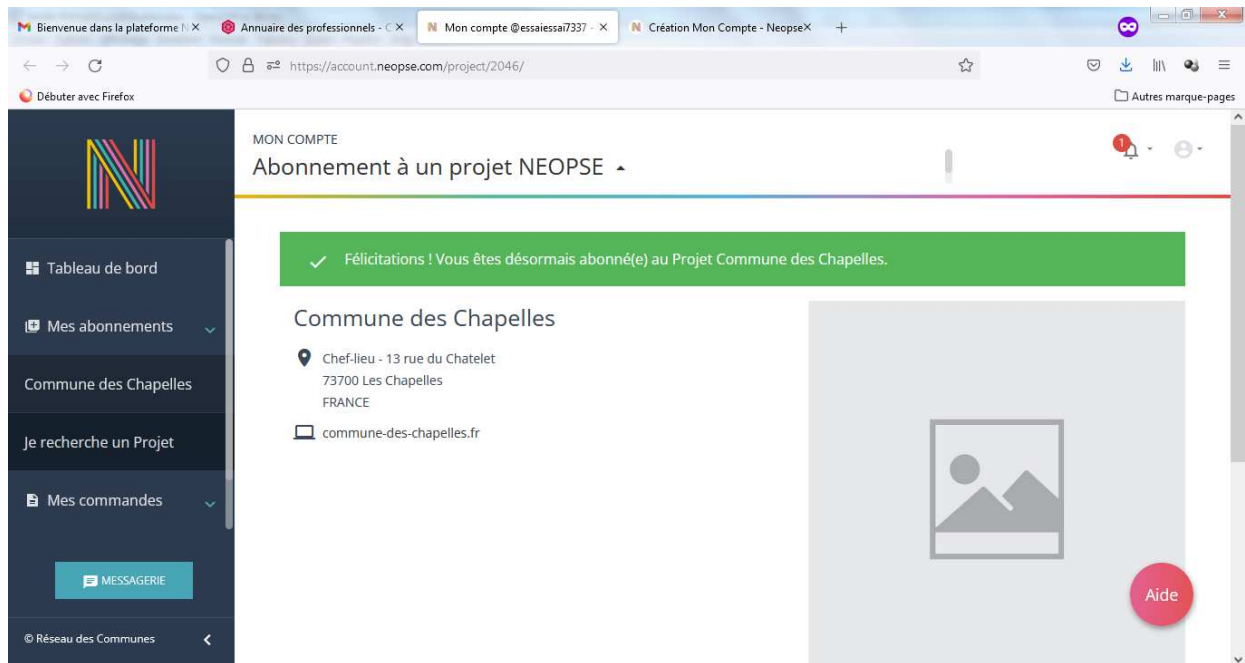 Bienvenue dans la plateforme N
Annuaire des professionnels - C
Mon compte @essaiessai7337 -
Création Mon Compte - Neopse
https://account.neopse.com/project/2046/
Débuter avec Firefox
Autres marque-pages
MON COMPTE
Abonnement à un projet NEOPSE
1
Tableau de bord
Mes abonnements
Commune des Chapelles
Je recherche un Projet
Mes commandes
MESSAGERIE
© Réseau des Communes
Félicitations ! Vous êtes désormais abonné(e) au Projet Commune des Chapelles.
Commune des Chapelles
Chef-lieu - 13 rue du Chatelet
73700 Les Chapelles
FRANCE
commune-des-chapelles.fr
Aide